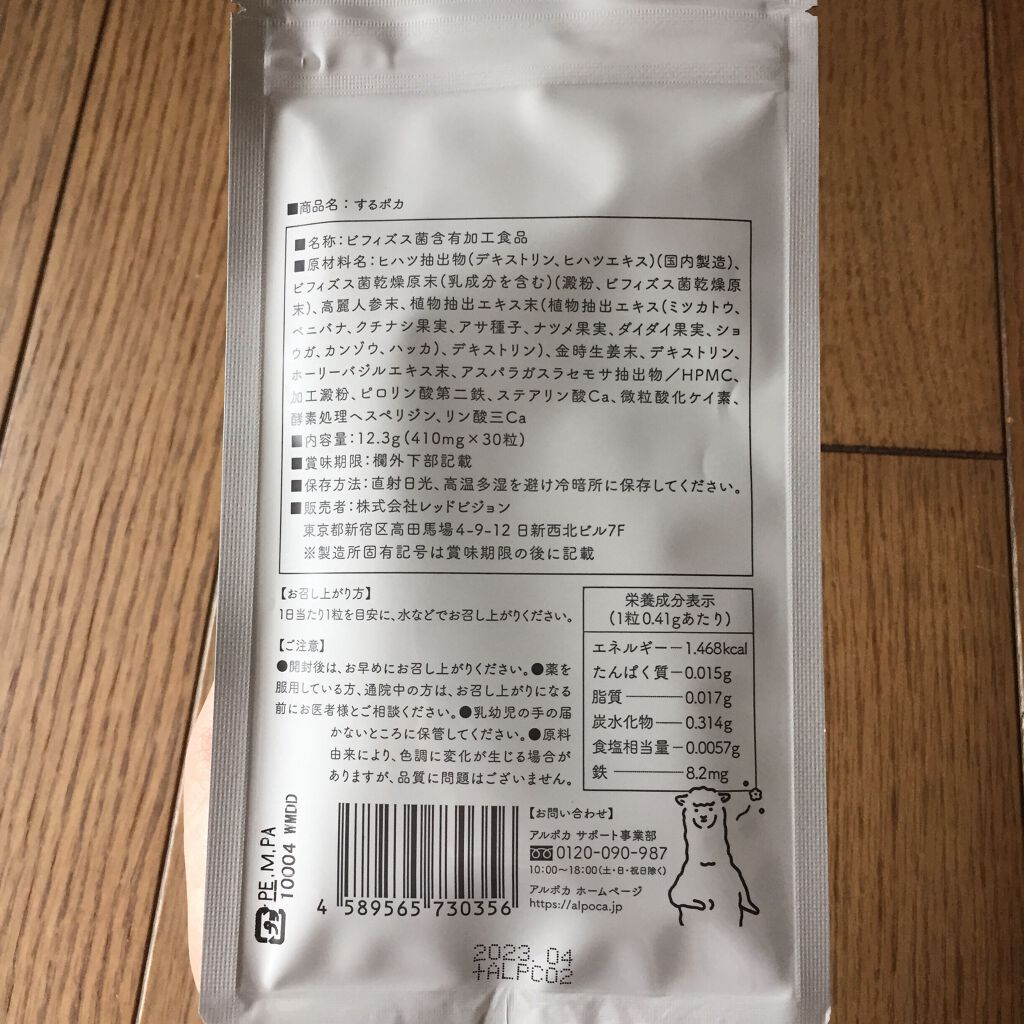 ■商品名：するポカ
■名称：ビフィズス菌含有加工食品
■原材料名：ヒハツ抽出物（デキストリン、ヒハツエキス）（国内製造）、
ビフィズス菌乾燥原末（乳成分を含む）（澱粉、ビフィズス菌乾燥原
末）、高麗人参末、植物抽出エキス末（植物抽出エキス（ミツカトウ、
ベニバナ、クチナシ果実、アサ種子、ナツメ果実、ダイダイ果実、ショ
ウガ、カンゾウ、ハッカ）、デキストリン）、金時生姜末、デキストリン、
ホーリーバジルエキス末、アスパラガスラセモサ抽出物／HPMC、
加工澱粉、ピロリン酸第二鉄、ステアリン酸Ca、微粒酸化ケイ素、
酵素処理ヘスペリジン、リン酸三Ca
■内容量：12.3g（410mg×30粒）
■賞味期限：欄外下部記載
■保存方法：直射日光、高温多湿を避け冷暗所に保存してください。
■販売者：株式会社レッドビジョン
東京都新宿区高田馬場4-9-12 日新西北ビル7F
※製造所固有記号は賞味期限の後に記載
【お召し上がり方】
1日当たり1粒を目安に、水などでお召し上がりください。
【ご注意】
●開封後は、お早めにお召し上がりください。●薬を
服用している方、通院中の方は、お召し上がりになる
前にお医者様とご相談ください。●乳幼児の手の届
かないところに保管してください。●原料
由来により、色調に変化が生じる場合が
ありますが、品質に問題はございません。
栄養成分表示
（1粒0.41gあたり）
エネルギー―1.468kcal
たんぱく質―0.015g
脂質―0.017g
炭水化物―0.314g
食塩相当量―0.0057g
鉄―8.2mg
プラ
PE,M,PA
10004 WMDD
4 589565 730356
【お問い合わせ】
アルポカ サポート事業部
0120-090-987
10:00～18:00（土・日・祝日除く）
アルポカ ホームページ
https://alpoca.jp
2023. 04
+ALPC02